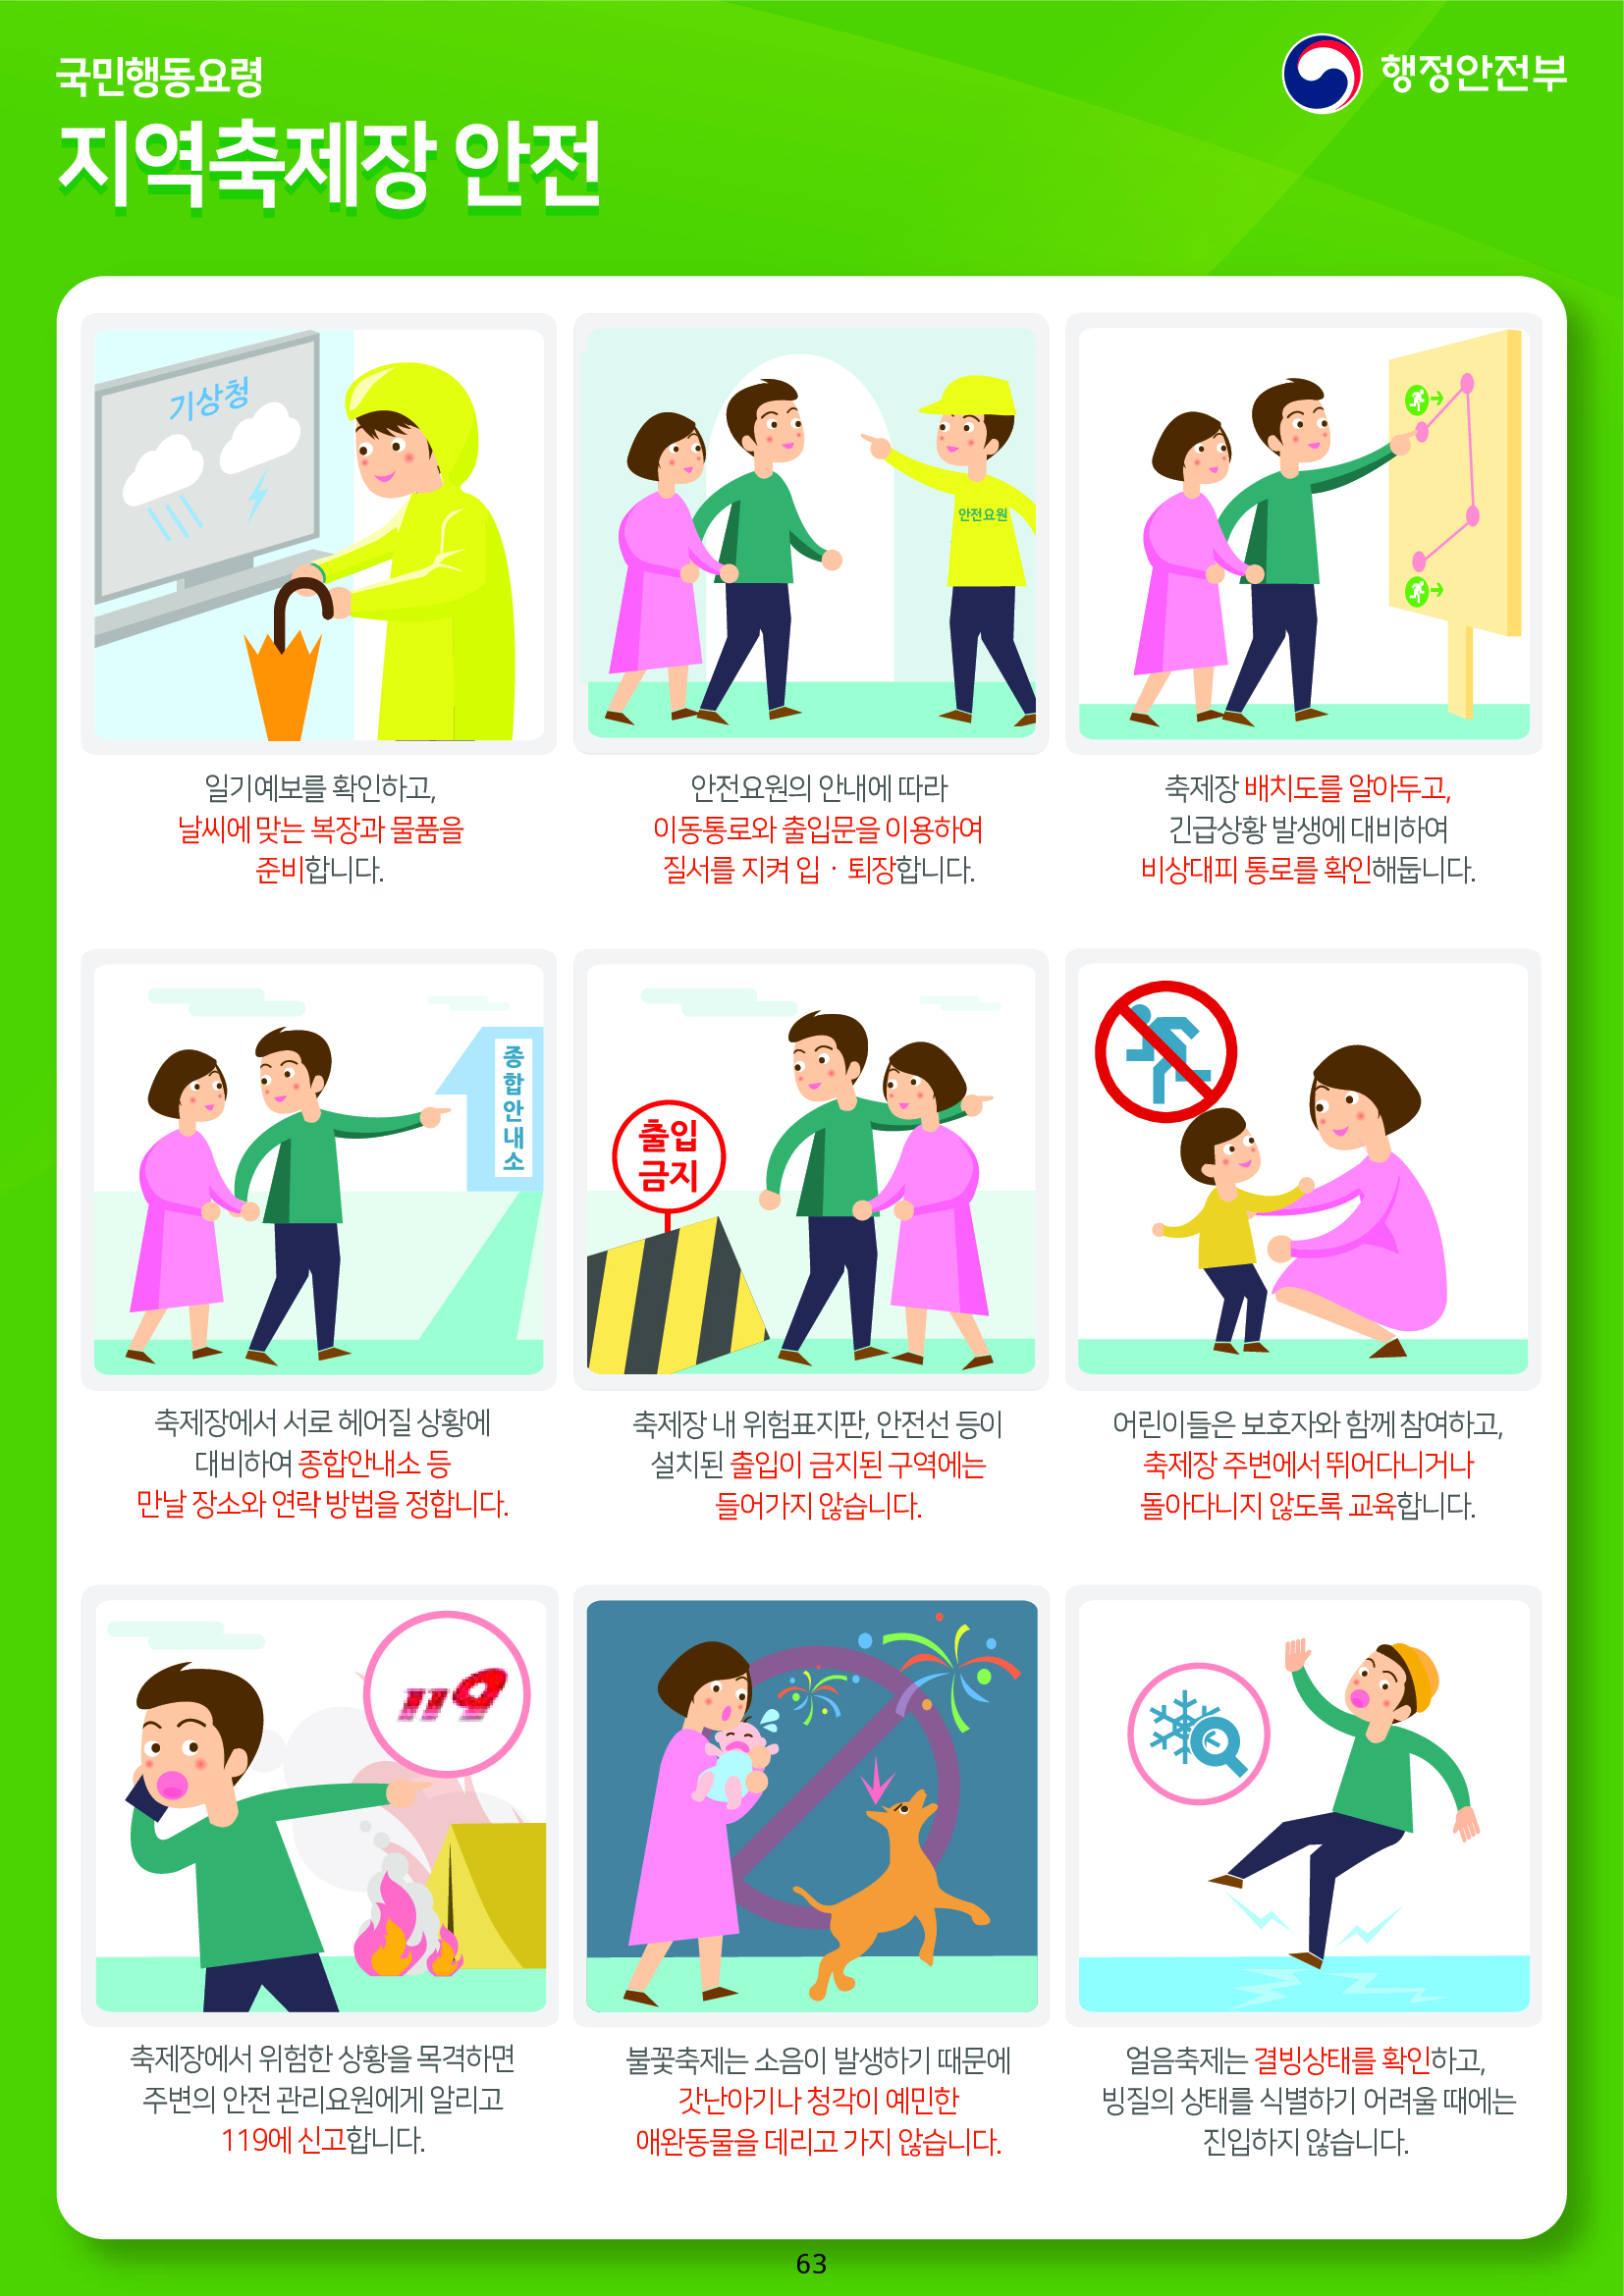 국민행동요령
지역축제장 안전
행정안전부
기상청
일기예보를 확인하고,
날씨에 맞는 복장과 물품을
준비합니다.
안전요원
안전요원의 안내에 따라
이동통로와 출입문을 이용하여
질서를 지켜 입 · 퇴장합니다.
축제장 배치도를 알아두고,
긴급상황 발생에 대비하여
비상대피 통로를 확인해둡니다.
종합안내소
축제장에서 서로 헤어질 상황에
대비하여 종합안내소 등
만날 장소와 연락 방법을 정합니다.
출입
금지
축제장 내 위험표지판, 안전선 등이
설치된 출입이 금지된 구역에는
들어가지 않습니다.
어린이들은 보호자와 함께 참여하고,
축제장 주변에서 뛰어다니거나
돌아다니지 않도록 교육합니다.
119
축제장에서 위험한 상황을 목격하면
주변의 안전 관리요원에게 알리고
119에 신고합니다.
불꽃축제는 소음이 발생하기 때문에
갓난아기나 청각이 예민한
애완동물을 데리고 가지 않습니다.
얼음축제는 결빙상태를 확인하고,
빙질의 상태를 식별하기 어려울 때에는
진입하지 않습니다.
63